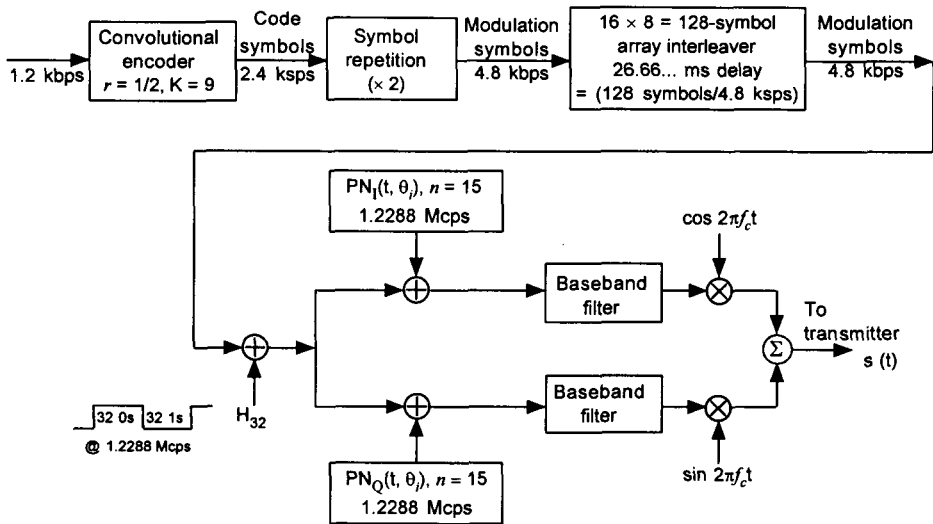 Convolutional
encoder
r = 1/2, K = 9
1.2 kbps
Code
symbols
2.4 ksps
Symbol
repetition
(× 2)
Modulation
symbols
4.8 kbps
16 × 8 = 128-symbol
array interleaver
26.66... ms delay
= (128 symbols/4.8 ksps)
Modulation
symbols
4.8 kbps
PN_I(t, θ_i), n = 15
1.2288 Mcps
cos 2πf_c t
Baseband
filter
To
transmitter
s (t)
Σ
H_32
32 0s 32 1s
@ 1.2288 Mcps
Baseband
filter
sin 2πf_c t
PN_Q(t, θ_i), n = 15
1.2288 Mcps